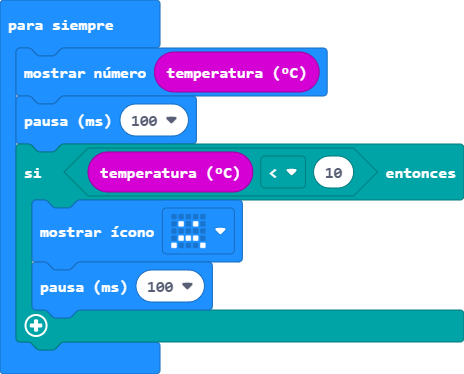 para siempre
mostrar número temperatura (ºC)
pausa (ms) 100
si temperatura (ºC) < 10 entonces
mostrar ícono
pausa (ms) 100